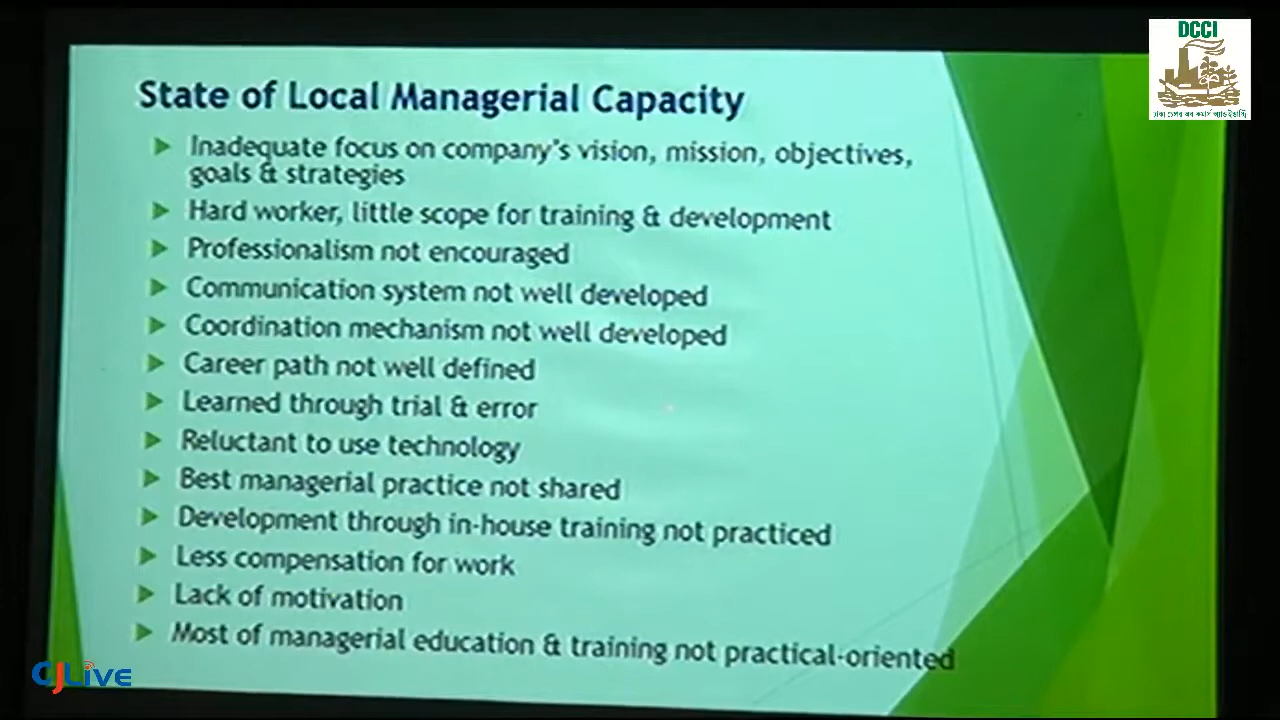 DCCI
ঢাকা চেম্বার অব কমার্স অ্যান্ড ইন্ডাস্ট্রি
State of Local Managerial Capacity
Inadequate focus on company's vision, mission, objectives,
goals & strategies
Hard worker, little scope for training & development
Professionalism not encouraged
Communication system not well developed
Coordination mechanism not well developed
Career path not well defined
Learned through trial & error
Reluctant to use technology
Best managerial practice not shared
Development through in-house training not practiced
Less compensation for work
Lack of motivation
Most of managerial education & training not practical-oriented
CJLive